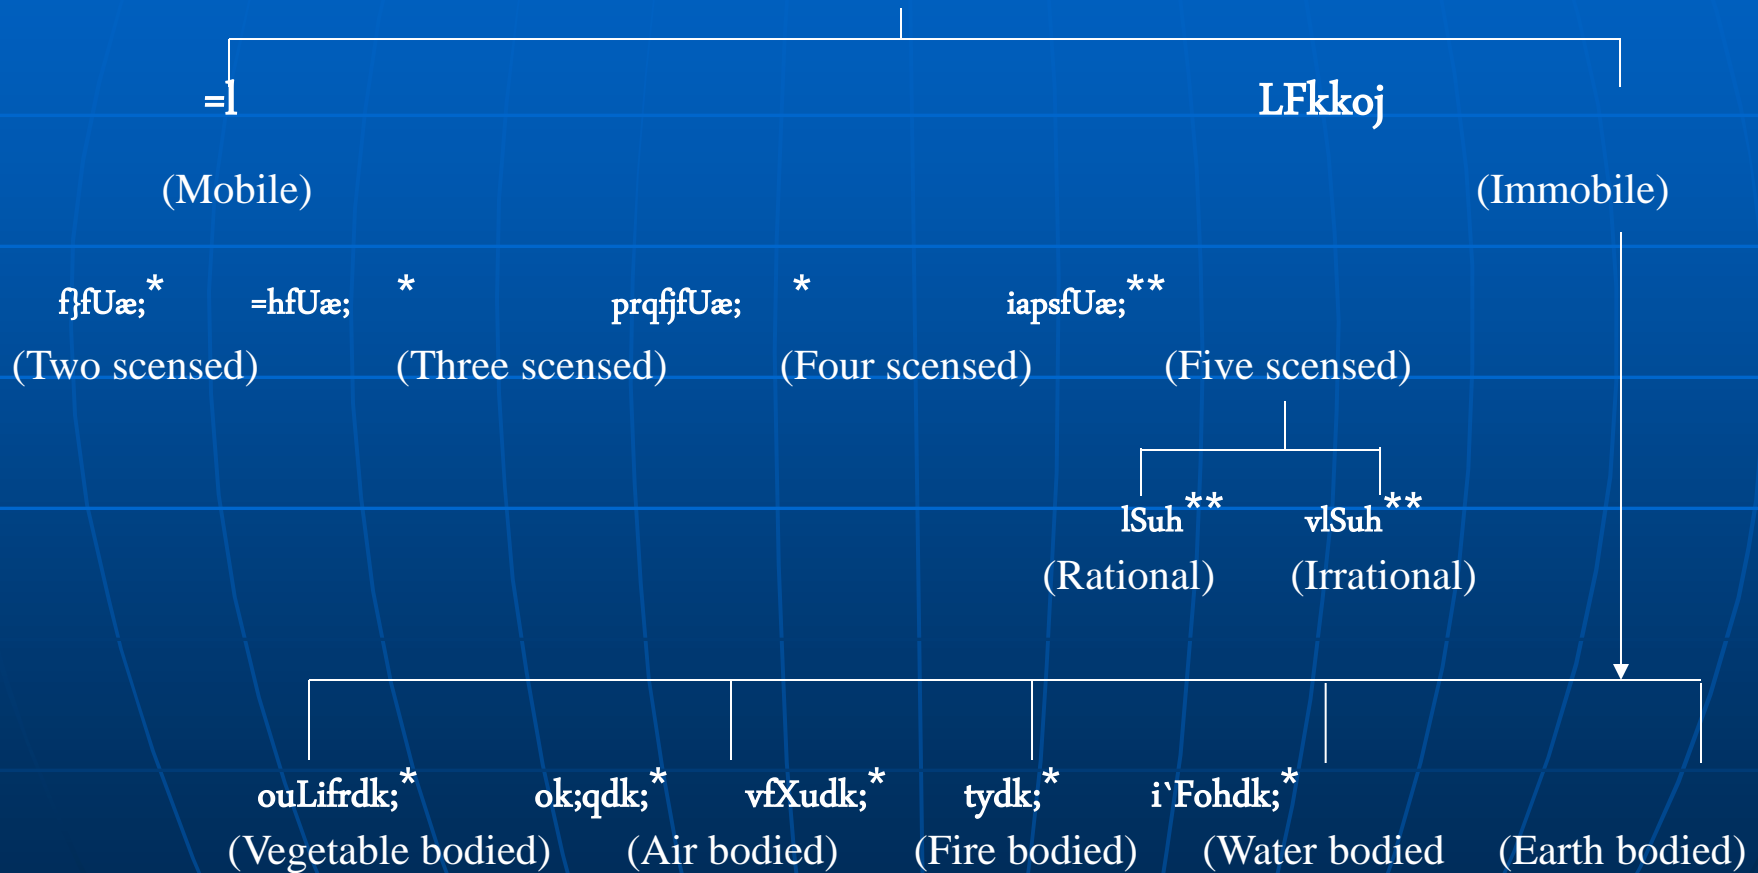 =l LFkkoj
(Mobile) (Immobile)
f}fUæ;* =hfUæ; * prqfjfUæ; * iapsfUæ;**
(Two scensed) (Three scensed) (Four scensed) (Five scensed)
lSuh** vlSuh**
(Rational) (Irrational)
ouLifrdk;* ok;qdk;* vfXudk;* tydk;* i`Fohdk;*
(Vegetable bodied) (Air bodied) (Fire bodied) (Water bodied (Earth bodied)